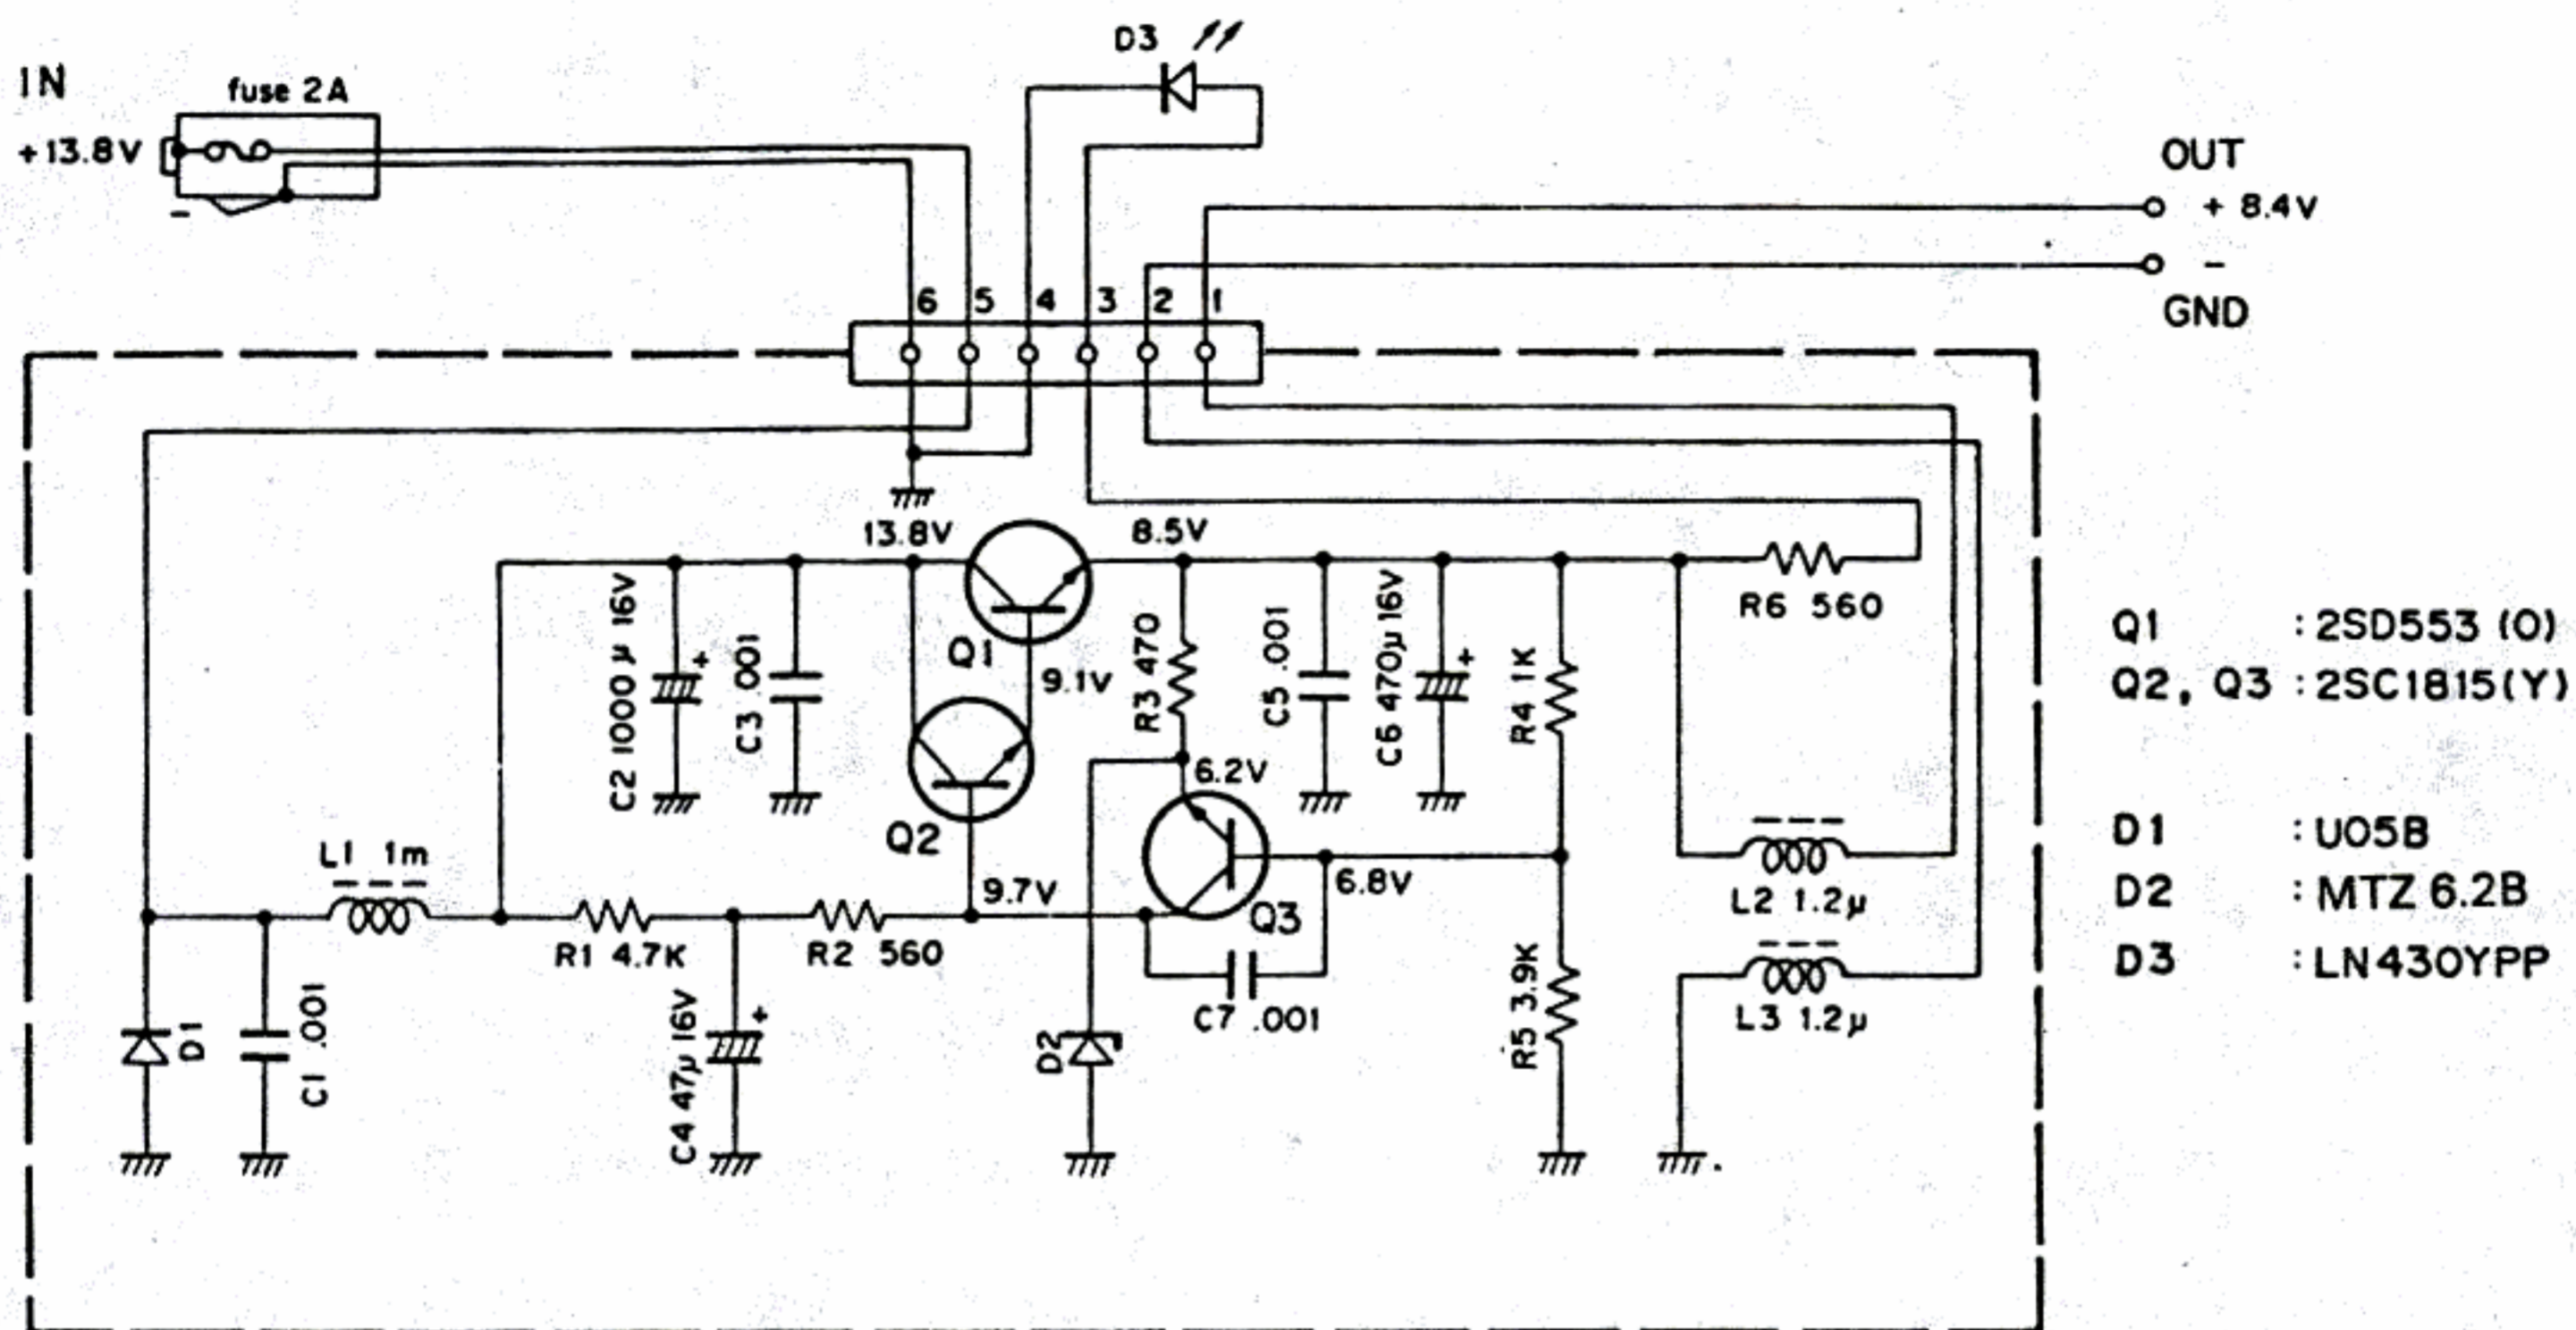 D3
IN
fuse 2A
+13.8V
-
OUT
+ 8.4V
-
GND
6 5 4 3 2 1
13.8V
8.5V
C2 1000 µ 16V
+
C3 .001
Q1
9.1V
R3 470
C5 .001
C6 470µ 16V
+
R4 1K
R6 560
Q1 : 2SD553 (O)
Q2, Q3 : 2SC1815(Y)
6.2V
Q2
L1 1m
9.7V
6.8V
Q3
L2 1.2µ
D1 : U05B
D2 : MTZ 6.2B
D3 : LN430YPP
R1 4.7K
R2 560
D1
C1 .001
C4 47µ 16V
+
D2
C7 .001
R5 3.9K
L3 1.2µ